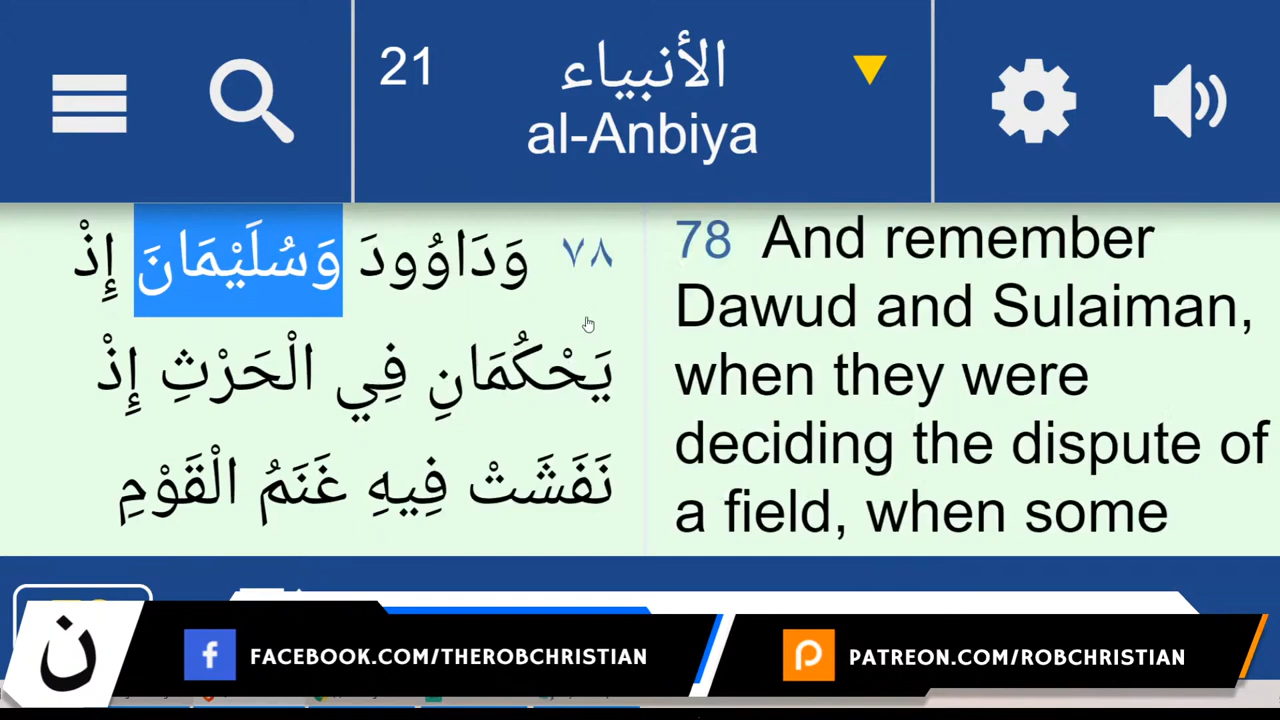 21
الأنبياء
al-Anbiya
٧٨ وَدَاوُودَ وَسُلَيْمَانَ إِذْ
يَحْكُمَانِ فِي الْحَرْثِ إِذْ
نَفَشَتْ فِيهِ غَنَمُ الْقَوْمِ
78 And remember
Dawud and Sulaiman,
when they were
deciding the dispute of
a field, when some
ن
FACEBOOK.COM/THEROBCHRISTIAN
PATREON.COM/ROBCHRISTIAN